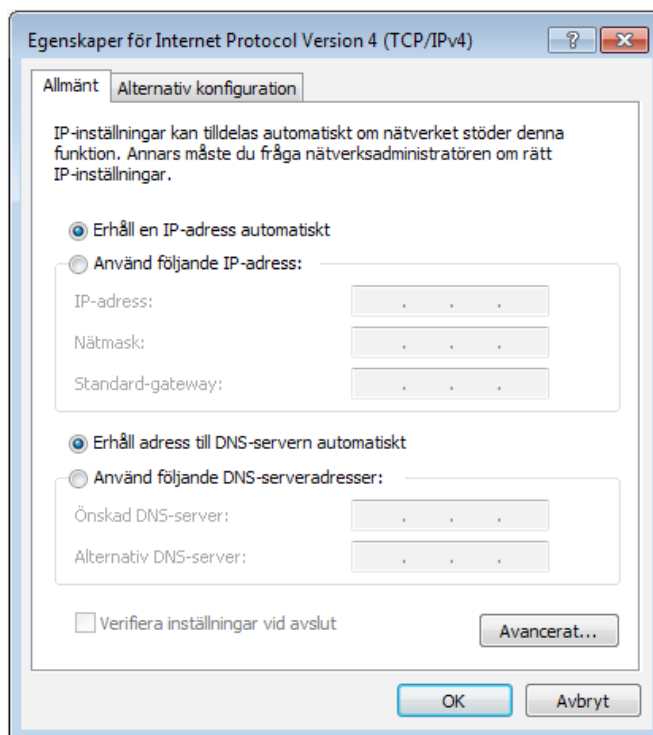 Egenskaper för Internet Protocol Version 4 (TCP/IPv4)
Allmänt Alternativ konfiguration
IP-inställningar kan tilldelas automatiskt om nätverket stöder denna
funktion. Annars måste du fråga nätverksadministratören om rätt
IP-inställningar.
Erhåll en IP-adress automatiskt
Använd följande IP-adress:
IP-adress:
Nätmask:
Standard-gateway:
Erhåll adress till DNS-servern automatiskt
Använd följande DNS-serveradresser:
Önskad DNS-server:
Alternativ DNS-server:
Verifiera inställningar vid avslut
Avancerat...
OK Avbryt